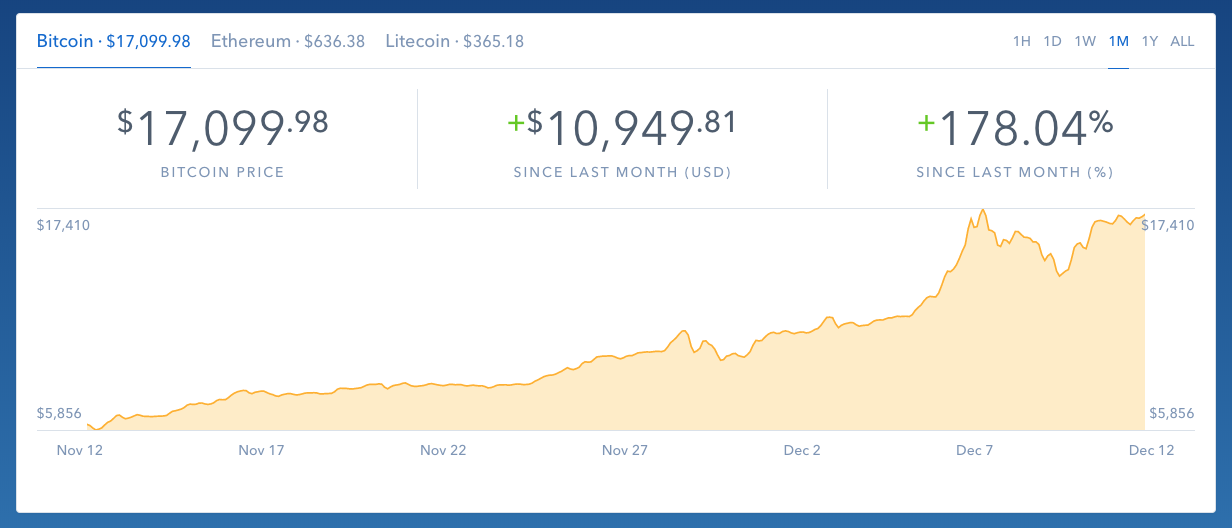 Bitcoin · $17,099.98 Ethereum · $636.38 Litecoin · $365.18 1H 1D 1W 1M 1Y ALL
$17,099.98 +$10,949.81 +178.04%
BITCOIN PRICE SINCE LAST MONTH (USD) SINCE LAST MONTH (%)
$17,410 $17,410
$5,856 $5,856
Nov 12 Nov 17 Nov 22 Nov 27 Dec 2 Dec 7 Dec 12